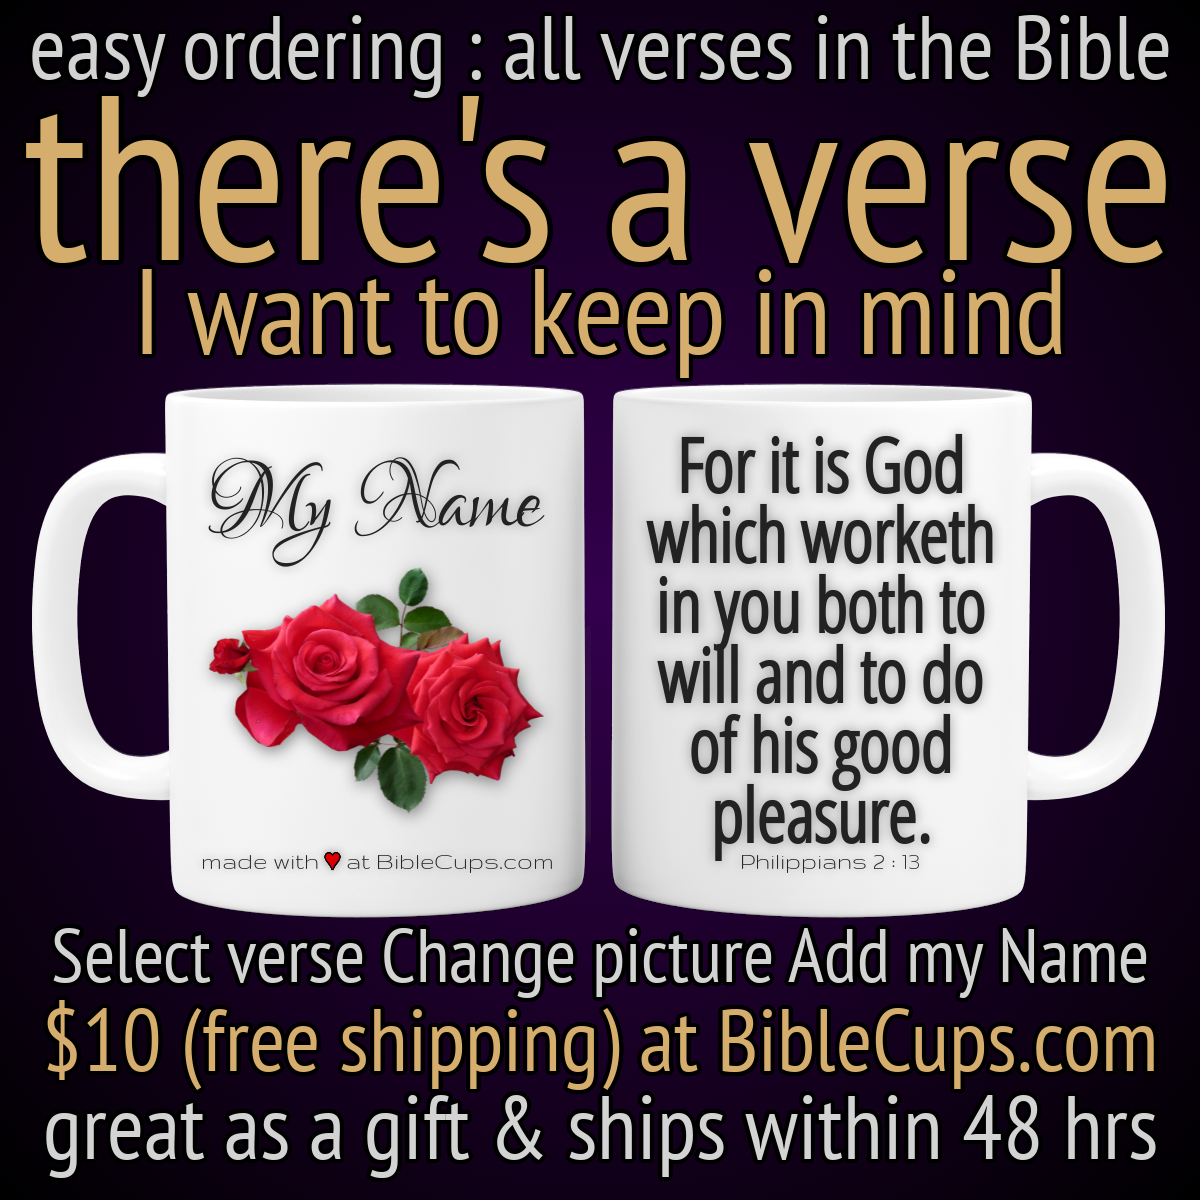 easy ordering : all verses in the Bible
there's a verse
I want to keep in mind
My Name
made with ♥ at BibleCups.com
For it is God
which worketh
in you both to
will and to do
of his good
pleasure.
Philippians 2 : 13
Select verse Change picture Add my Name
$10 (free shipping) at BibleCups.com
great as a gift & ships within 48 hrs